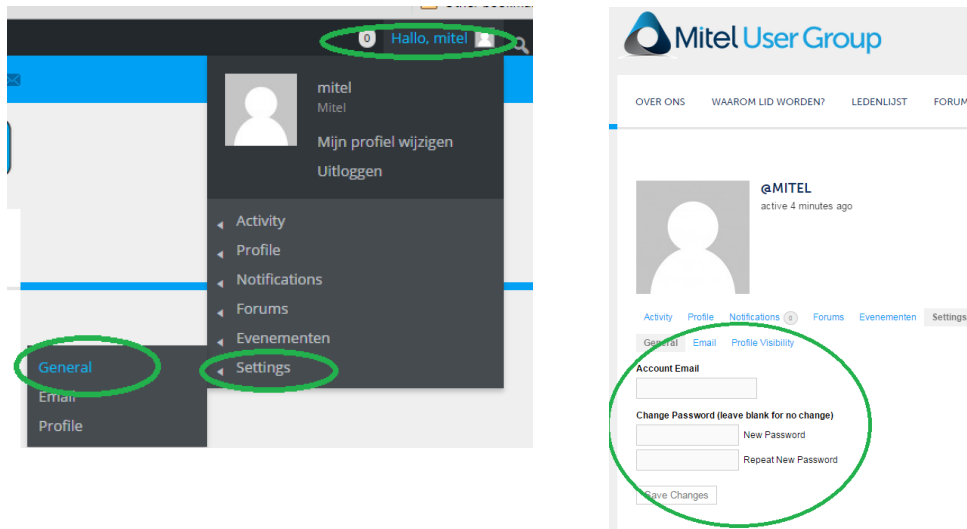 0 Hallo, mitel
mitel
Mitel
Mijn profiel wijzigen
Uitloggen
Activity
Profile
Notifications
Forums
Evenementen
Settings
General
Email
Profile
Mitel User Group
OVER ONS WAAROM LID WORDEN? LEDENLIJST FORUM
@MITEL
active 4 minutes ago
Activity Profile Notifications 0 Forums Evenementen Settings
General Email Profile Visibility
Account Email
Change Password (leave blank for no change)
New Password
Repeat New Password
Save Changes